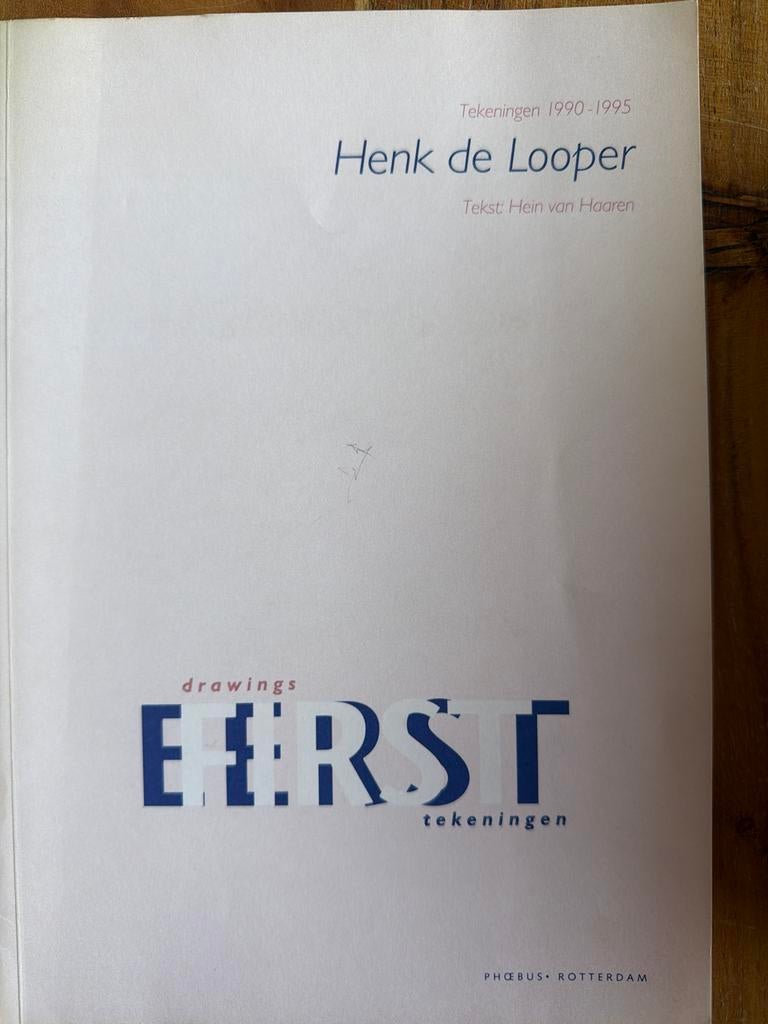 Tekeningen 1990-1995
Henk de Looper
Tekst: Hein van Haaren
drawings
EERST
FIRST
tekeningen
PHŒBUS• ROTTERDAM